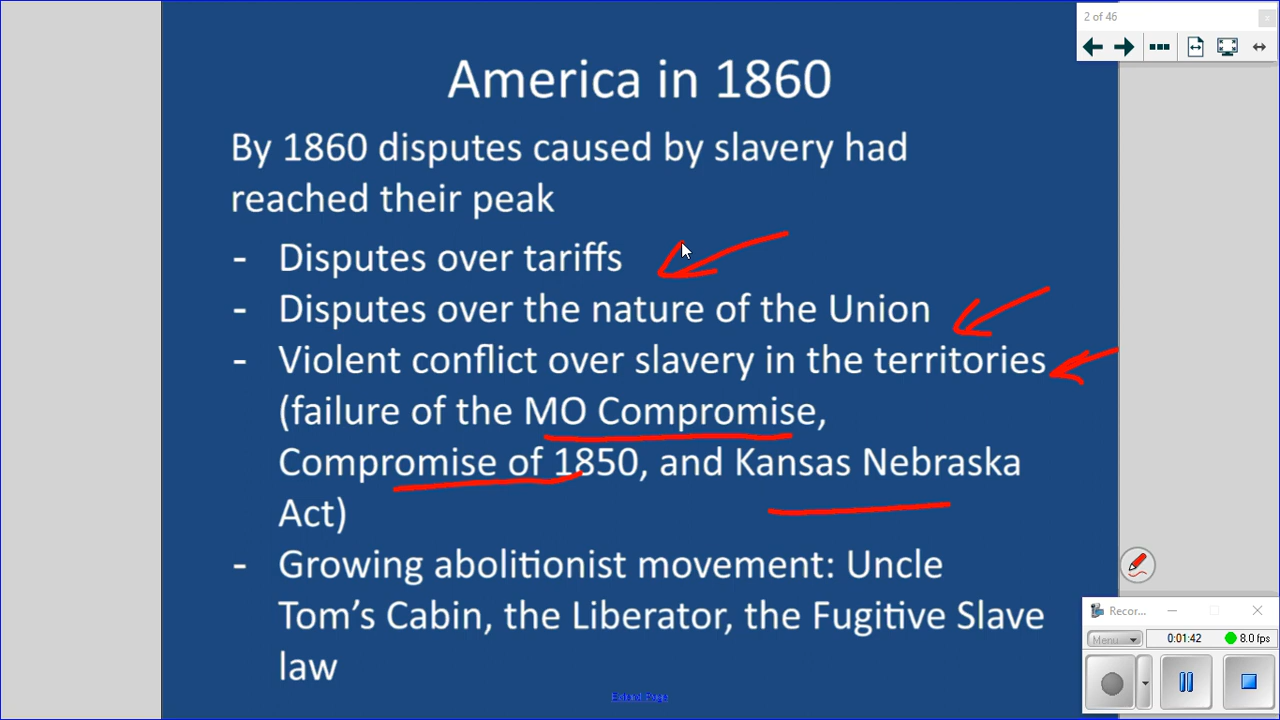 2 of 46
America in 1860
By 1860 disputes caused by slavery had
reached their peak
- Disputes over tariffs
- Disputes over the nature of the Union
- Violent conflict over slavery in the territories
(failure of the MO Compromise,
Compromise of 1850, and Kansas Nebraska
Act)
- Growing abolitionist movement: Uncle
Tom's Cabin, the Liberator, the Fugitive Slave
law
Extend Page
Recor...
Menu
0:01:42
8.0 fps